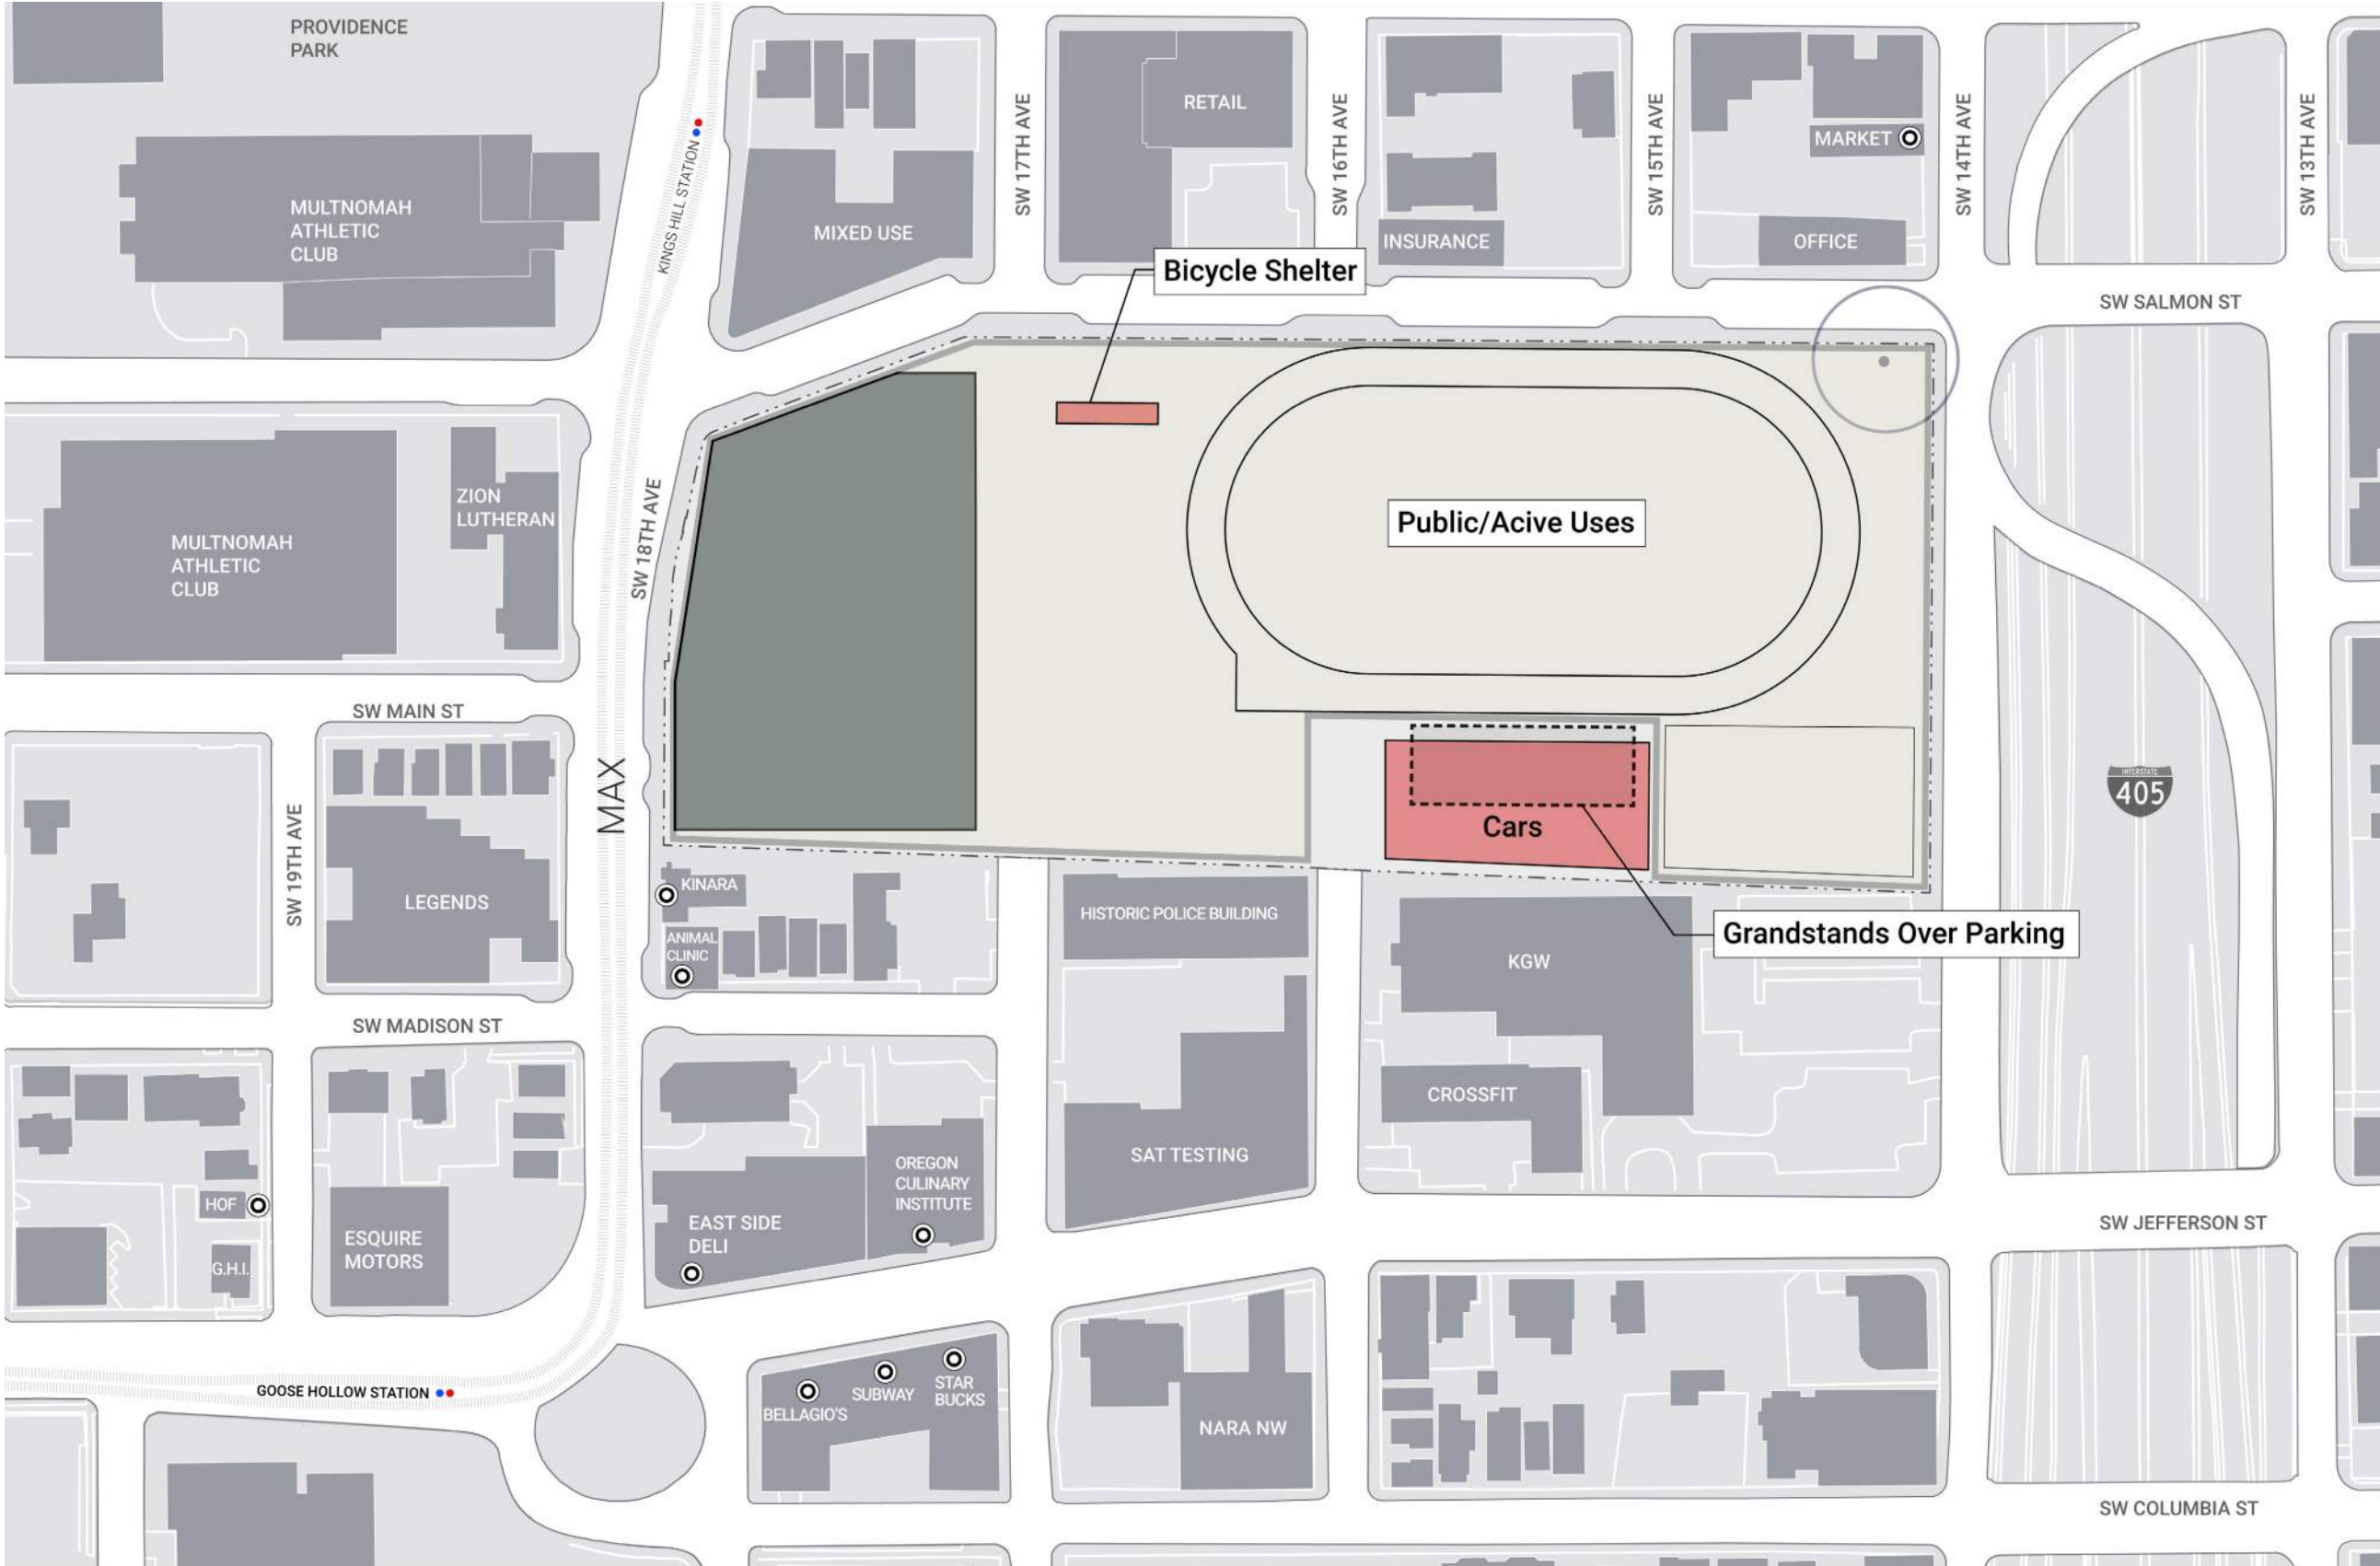 PROVIDENCE
PARK
MULTNOMAH
ATHLETIC
CLUB
KINGS HILL STATION
MIXED USE
SW 17TH AVE
RETAIL
SW 16TH AVE
INSURANCE
SW 15TH AVE
MARKET
OFFICE
SW 14TH AVE
SW 13TH AVE
SW SALMON ST
Bicycle Shelter
MULTNOMAH
ATHLETIC
CLUB
ZION
LUTHERAN
SW 18TH AVE
Public/Acive Uses
SW MAIN ST
MAX
SW 19TH AVE
LEGENDS
KINARA
ANIMAL
CLINIC
Cars
INTERSTATE
405
HISTORIC POLICE BUILDING
Grandstands Over Parking
KGW
SW MADISON ST
CROSSFIT
SAT TESTING
OREGON
CULINARY
INSTITUTE
HOF
G.H.I.
ESQUIRE
MOTORS
EAST SIDE
DELI
SW JEFFERSON ST
GOOSE HOLLOW STATION
BELLAGIO'S
SUBWAY
STAR
BUCKS
NARA NW
SW COLUMBIA ST